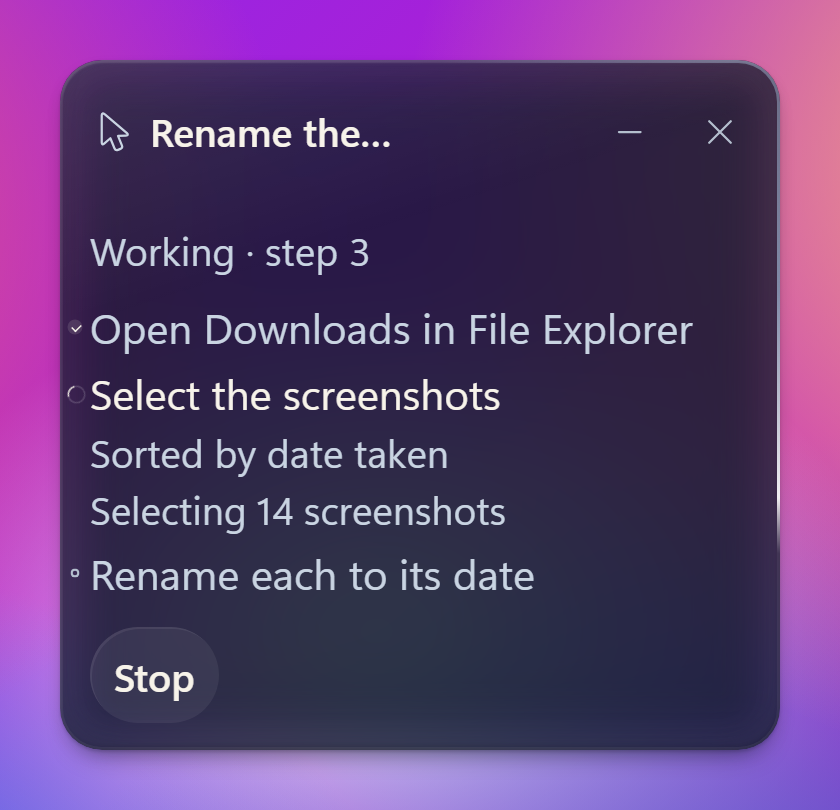 Rename the...
Working · step 3
Open Downloads in File Explorer
Select the screenshots
Sorted by date taken
Selecting 14 screenshots
Rename each to its date
Stop